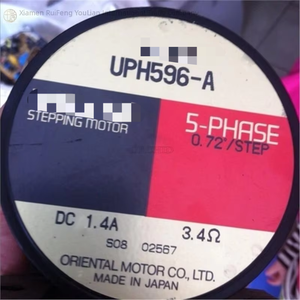 Xiamen RuiFeng YouLian
UPH596-A
STEPPING MOTOR
5-PHASE
0.72°/STEP
DC 1.4A 3.4Ω
S08 02567
ORIENTAL MOTOR CO., LTD.
MADE IN JAPAN